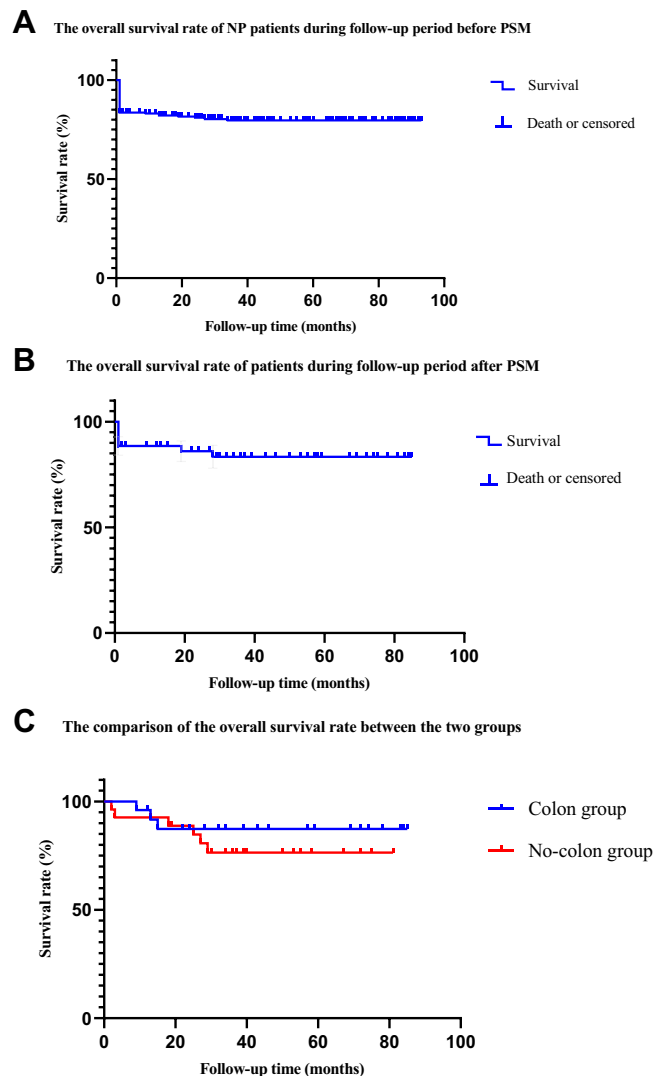 A The overall survival rate of NP patients during follow-up period before PSM
Survival rate (%)
100
50
0
0 20 40 60 80 100
Follow-up time (months)
Survival
Death or censored
B The overall survival rate of patients during follow-up period after PSM
Survival rate (%)
100
50
0
0 20 40 60 80 100
Follow-up time (months)
Survival
Death or censored
C The comparison of the overall survival rate between the two groups
Survival rate (%)
100
50
0
0 20 40 60 80 100
Follow-up time (months)
Colon group
No-colon group